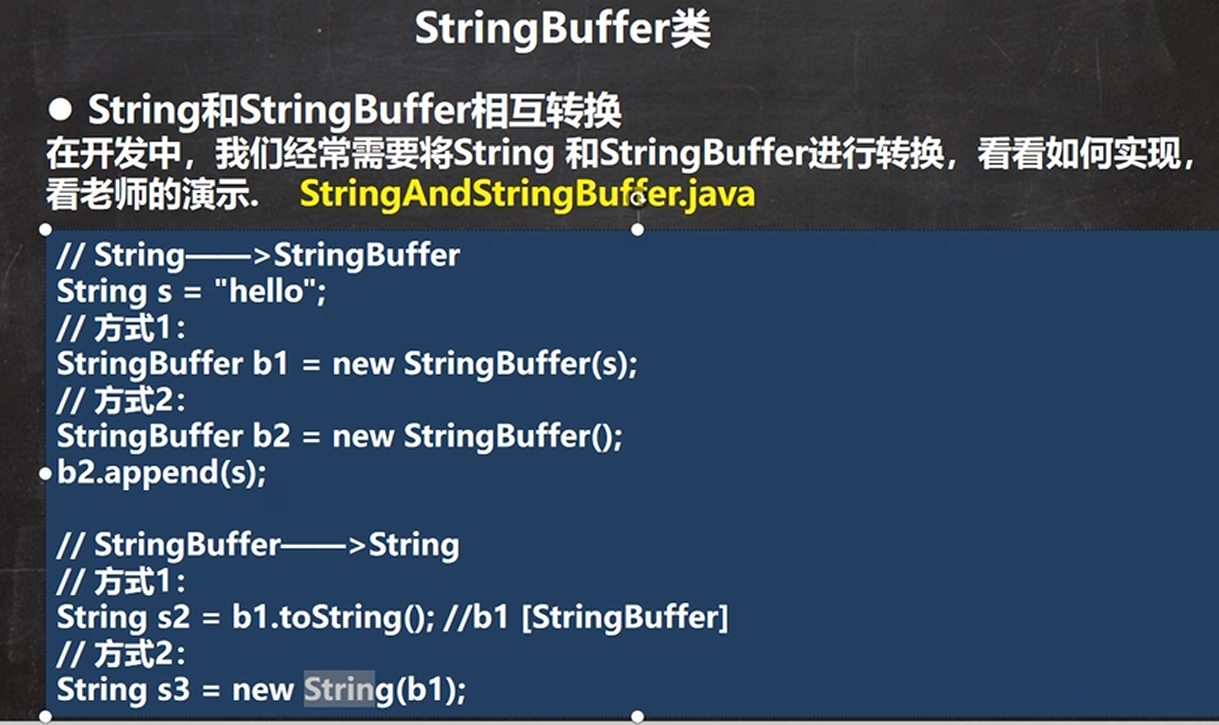 StringBuffer类
● String和StringBuffer相互转换
在开发中，我们经常需要将String 和StringBuffer进行转换，看看如何实现，
看老师的演示. StringAndStringBuffer.java
// String——>StringBuffer
String s = "hello";
// 方式1：
StringBuffer b1 = new StringBuffer(s);
// 方式2：
StringBuffer b2 = new StringBuffer();
b2.append(s);
// StringBuffer——>String
// 方式1：
String s2 = b1.toString(); //b1 [StringBuffer]
// 方式2：
String s3 = new String(b1);